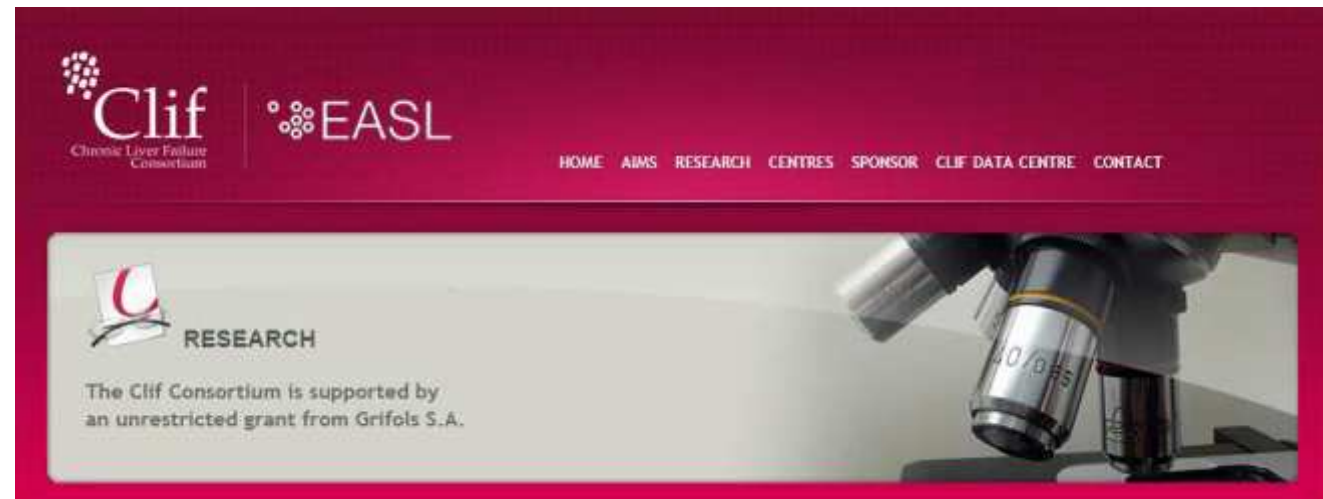 Clif
Chronic Liver Failure
Consortium
EASL
HOME AIMS RESEARCH CENTRES SPONSOR CLIF DATA CENTRE CONTACT
RESEARCH
The Clif Consortium is supported by
an unrestricted grant from Grifols S.A.